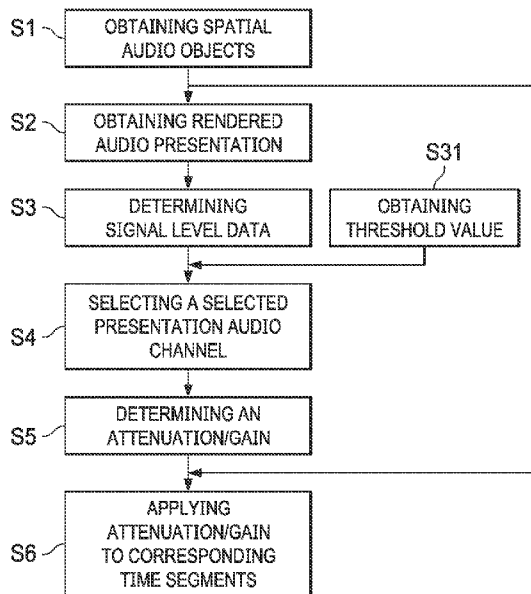 S1
OBTAINING SPATIAL
AUDIO OBJECTS
S2
OBTAINING RENDERED
AUDIO PRESENTATION
S31
S3
DETERMINING
SIGNAL LEVEL DATA
OBTAINING
THRESHOLD VALUE
S4
SELECTING A SELECTED
PRESENTATION AUDIO
CHANNEL
S5
DETERMINING AN
ATTENUATION/GAIN
S6
APPLYING
ATTENUATION/GAIN
TO CORRESPONDING
TIME SEGMENTS